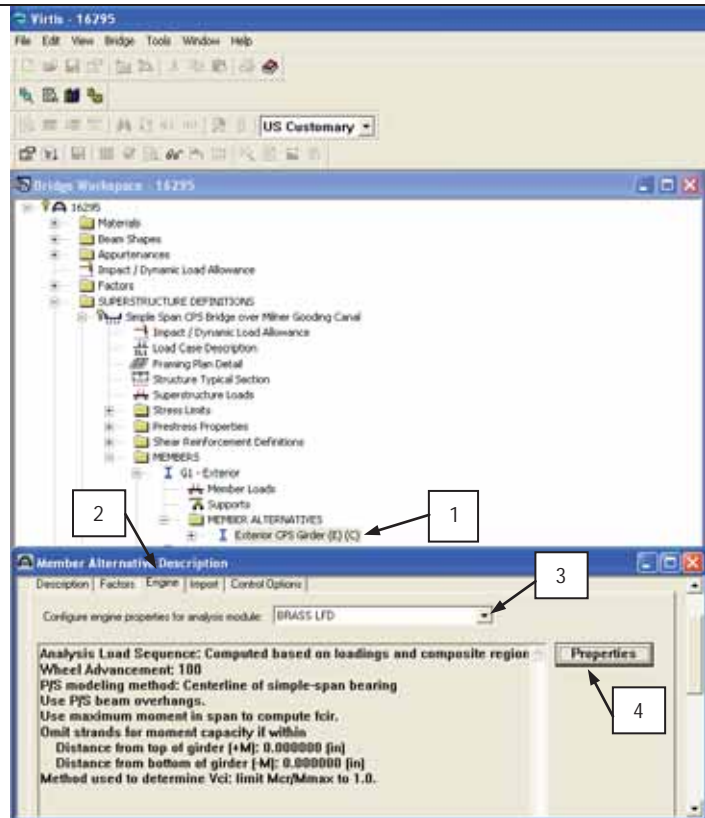 Virtis - 16295
File Edit View Bridge Tools Window Help
US Customary
Bridge Workspace - 16295
16295
Materials
Beam Shapes
Appurtenances
Impact / Dynamic Load Allowance
Factors
SUPERSTRUCTURE DEFINITIONS
Simple Span CPS Bridge over Milner Gooding Canal
Impact / Dynamic Load Allowance
Load Case Description
Framing Plan Detail
Structure Typical Section
Superstructure Loads
Stress Limits
Prestress Properties
Shear Reinforcement Definitions
MEMBERS
G1 - Exterior
Member Loads
Supports
MEMBER ALTERNATIVES
Exterior CPS Girder (E) (C)
1
2
Member Alternative Description
Description Factors Engine Import Control Options
3
Configure engine properties for analysis module: BRASS LFD
Analysis Load Sequence: Computed based on loadings and composite region
Properties
Wheel Advancement: 100
P/S modeling method: Centerline of simple-span bearing
Use P/S beam overhangs.
4
Use maximum moment in span to compute fcir.
Omit strands for moment capacity if within
Distance from top of girder (+M): 0.000000 (in)
Distance from bottom of girder (-M): 0.000000 (in)
Method used to determine Vci: limit Mcr/Mmax to 1.0.